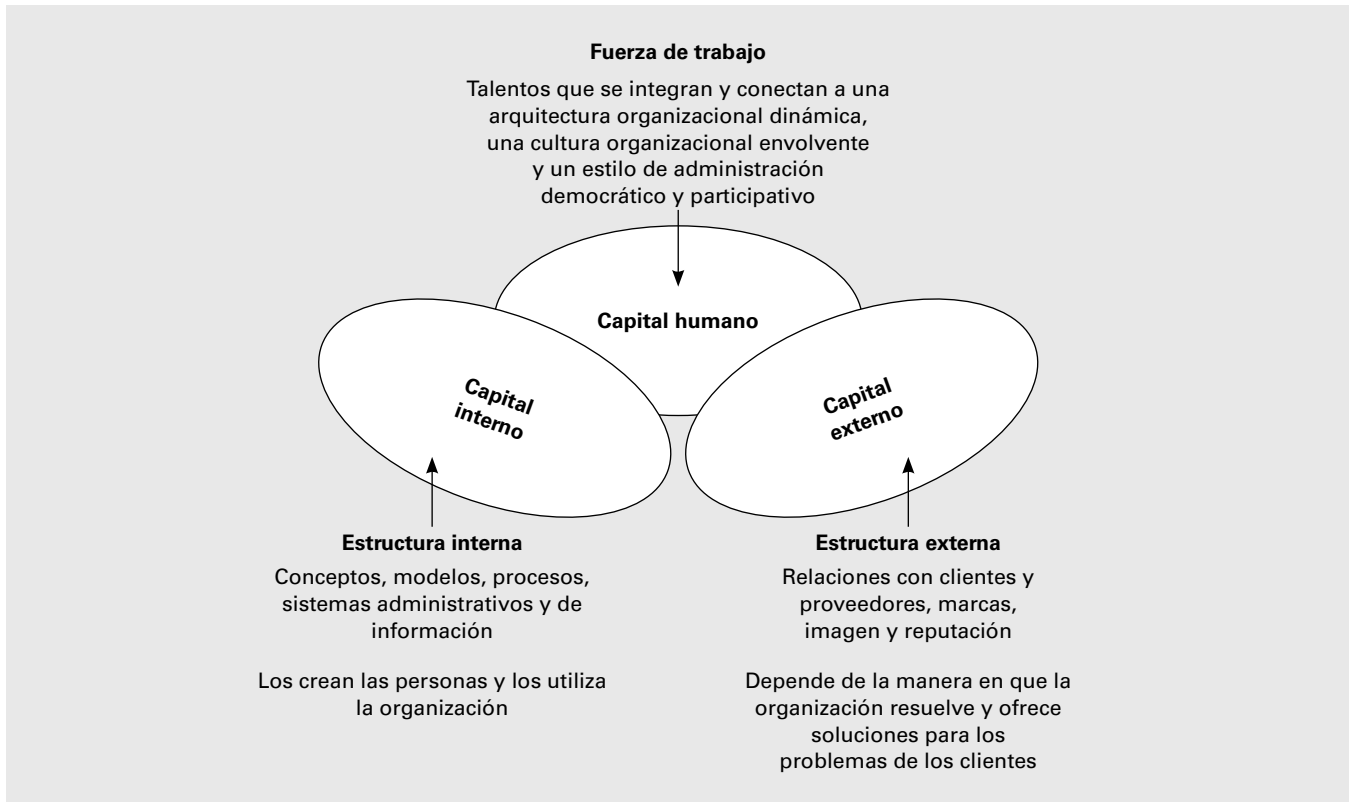 Fuerza de trabajo
Talentos que se integran y conectan a una
arquitectura organizacional dinámica,
una cultura organizacional envolvente
y un estilo de administración
democrático y participativo
Capital humano
Capital
interno
Capital
externo
Estructura interna
Conceptos, modelos, procesos,
sistemas administrativos y de
información
Los crean las personas y los utiliza
la organización
Estructura externa
Relaciones con clientes y
proveedores, marcas,
imagen y reputación
Depende de la manera en que la
organización resuelve y ofrece
soluciones para los
problemas de los clientes